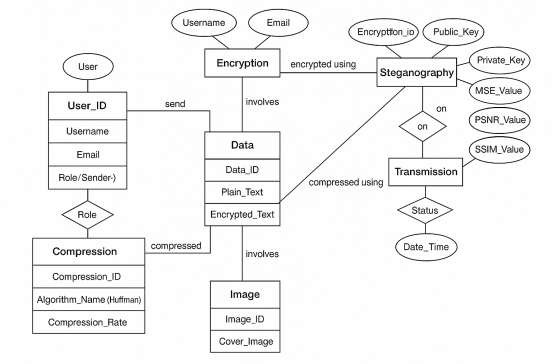 Username
Email
Encryptfon_io
Public_Key
User
Encryption
encrypted using
Steganography
Private_Key
MSE_Value
User_ID
send
involves
on
PSNR_Value
Username
on
Email
Data
SSIM_Value
Role/Sender-)
Data_ID
Transmission
Plain_Text
compressed using
Role
Encrypted_Text
Status
Compression
compressed
Date_Time
Compression_ID
involves
Algorithm_Name (Huffman)
Image
Compression_Rate
Image_ID
Cover_Image